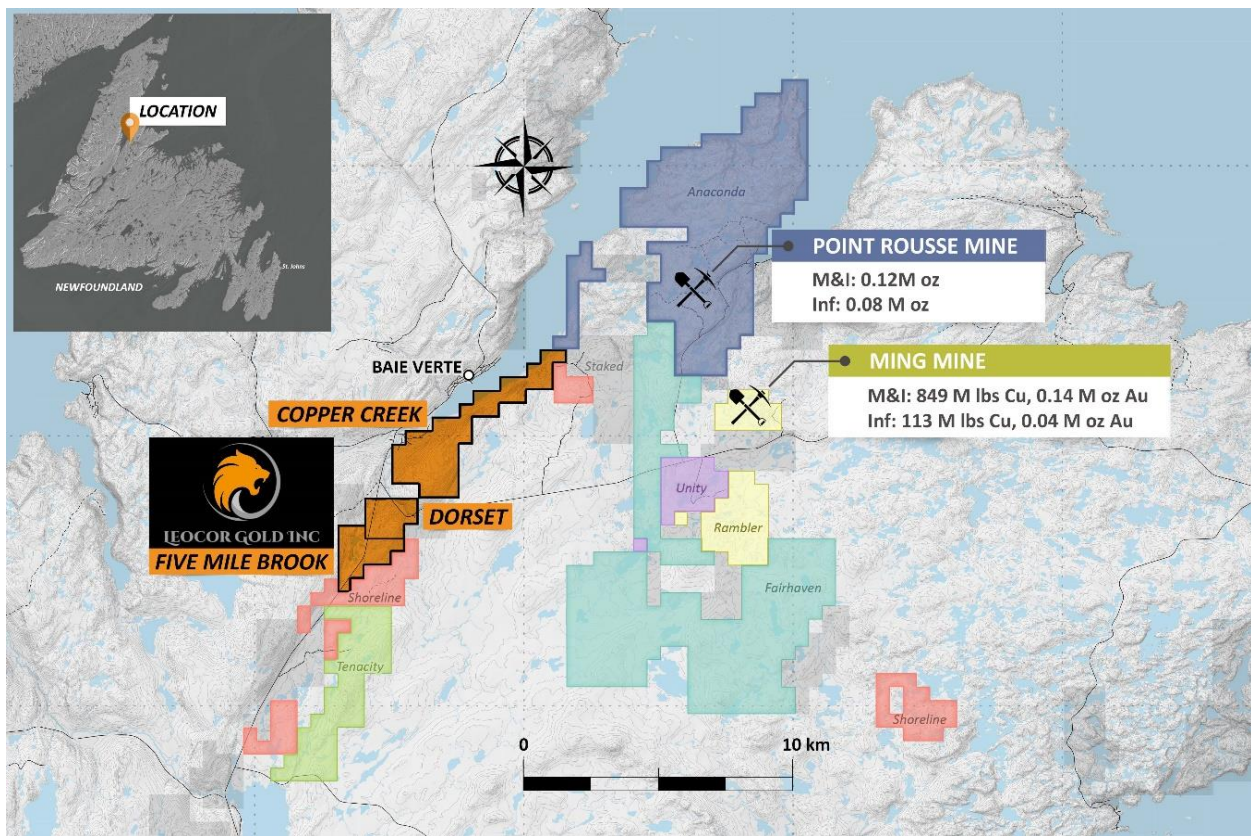 LOCATION
St. Johns
NEWFOUNDLAND
Anaconda
POINT ROUSSE MINE
M&I: 0.12M oz
Inf: 0.08 M oz
BAIE VERTE
Staked
MING MINE
M&I: 849 M lbs Cu, 0.14 M oz Au
Inf: 113 M lbs Cu, 0.04 M oz Au
COPPER CREEK
LEOCOR GOLD INC
FIVE MILE BROOK
DORSET
Unity
Rambler
Shoreline
Fairhaven
Tenacity
Shoreline
0 10 km